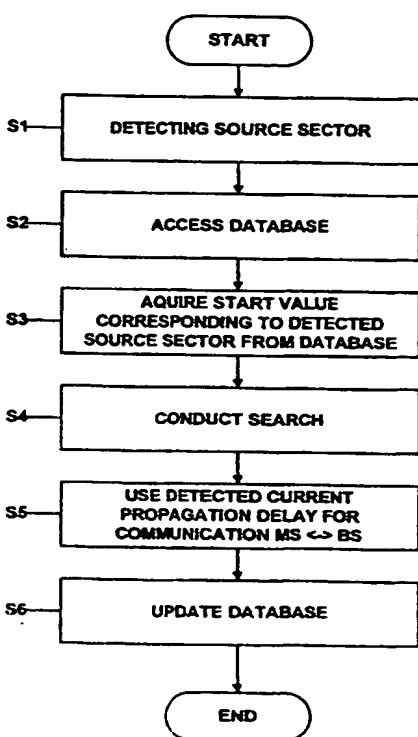 START
S1 DETECTING SOURCE SECTOR
S2 ACCESS DATABASE
AQUIRE START VALUE
S3 CORRESPONDING TO DETECTED
SOURCE SECTOR FROM DATABASE
S4 CONDUCT SEARCH
USE DETECTED CURRENT
S5 PROPAGATION DELAY FOR
COMMUNICATION MS <-> BS
S6 UPDATE DATABASE
END